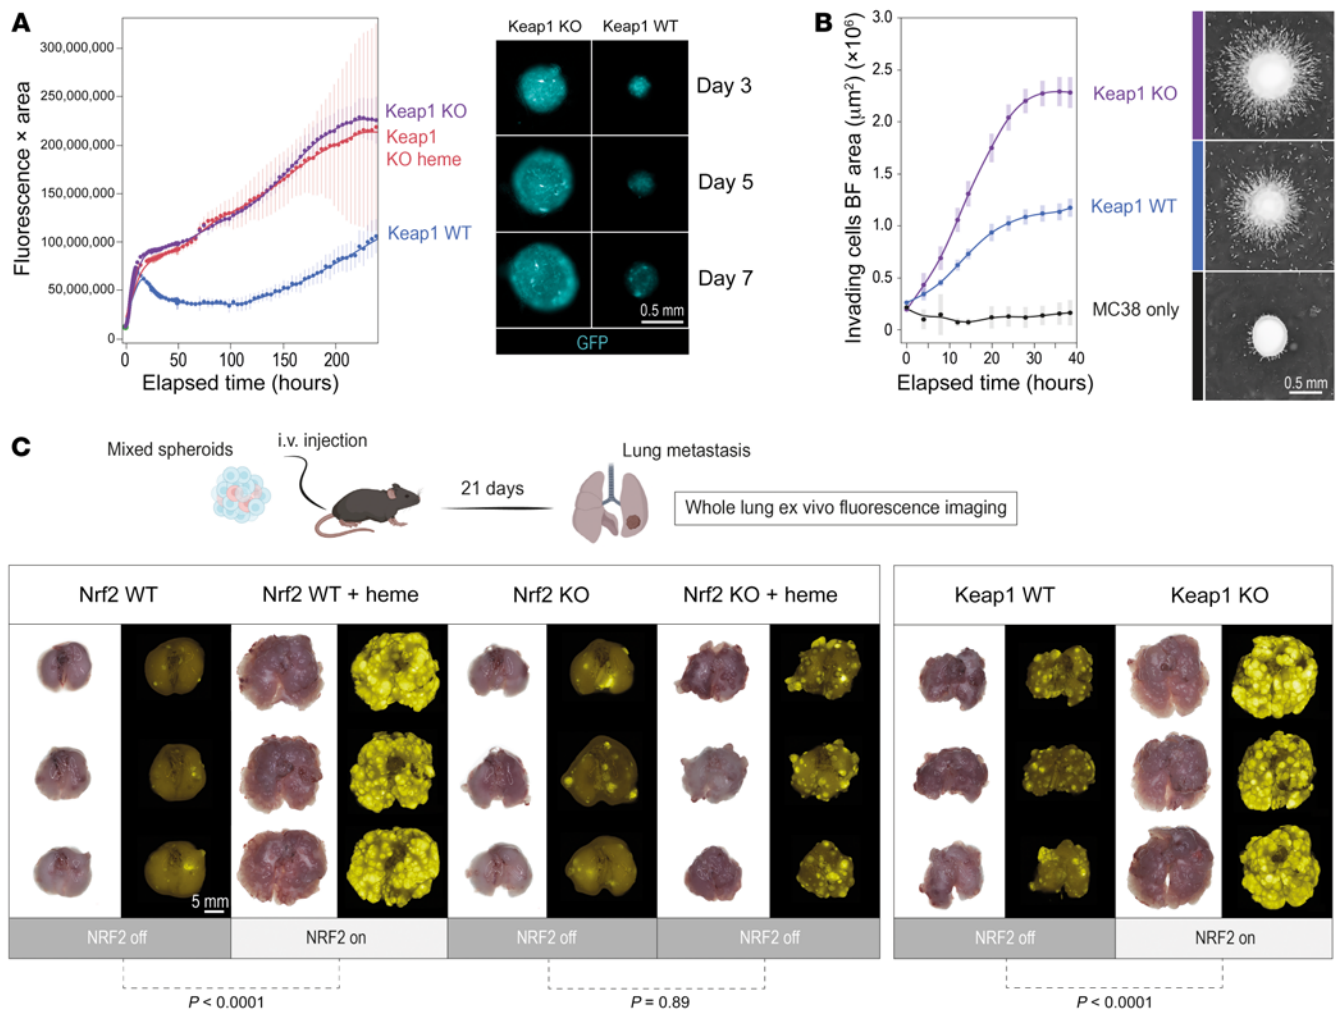 A
Fluorescence × area
300,000,000
250,000,000
200,000,000
150,000,000
100,000,000
50,000,000
0
0
50
100
150
200
Elapsed time (hours)
Keap1 KO
Keap1
KO heme
Keap1 WT
Keap1 KO
Keap1 WT
Day 3
Day 5
Day 7
0.5 mm
GFP
B
Invading cells BF area (μm²) (×10⁶)
3.0
2.5
2.0
1.5
1.0
0.5
0
0
10
20
30
40
Elapsed time (hours)
Keap1 KO
Keap1 WT
MC38 only
0.5 mm
C
Mixed spheroids
i.v. injection
21 days
Lung metastasis
Whole lung ex vivo fluorescence imaging
Nrf2 WT
Nrf2 WT + heme
Nrf2 KO
Nrf2 KO + heme
Keap1 WT
Keap1 KO
5 mm
NRF2 off
NRF2 on
NRF2 off
NRF2 off
NRF2 off
NRF2 on
P < 0.0001
P = 0.89
P < 0.0001